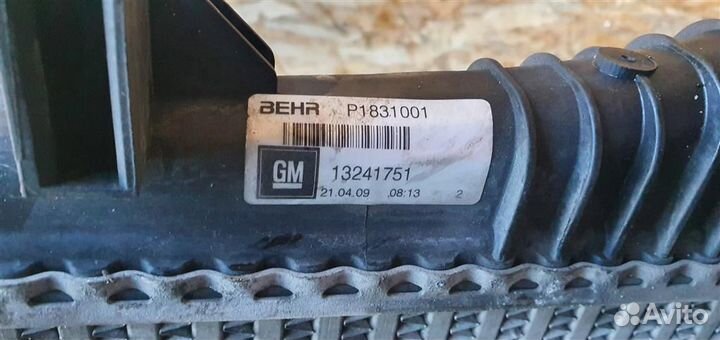 BEHR P1831001
GM 13241751
21.04.09 08:13 2
Avito